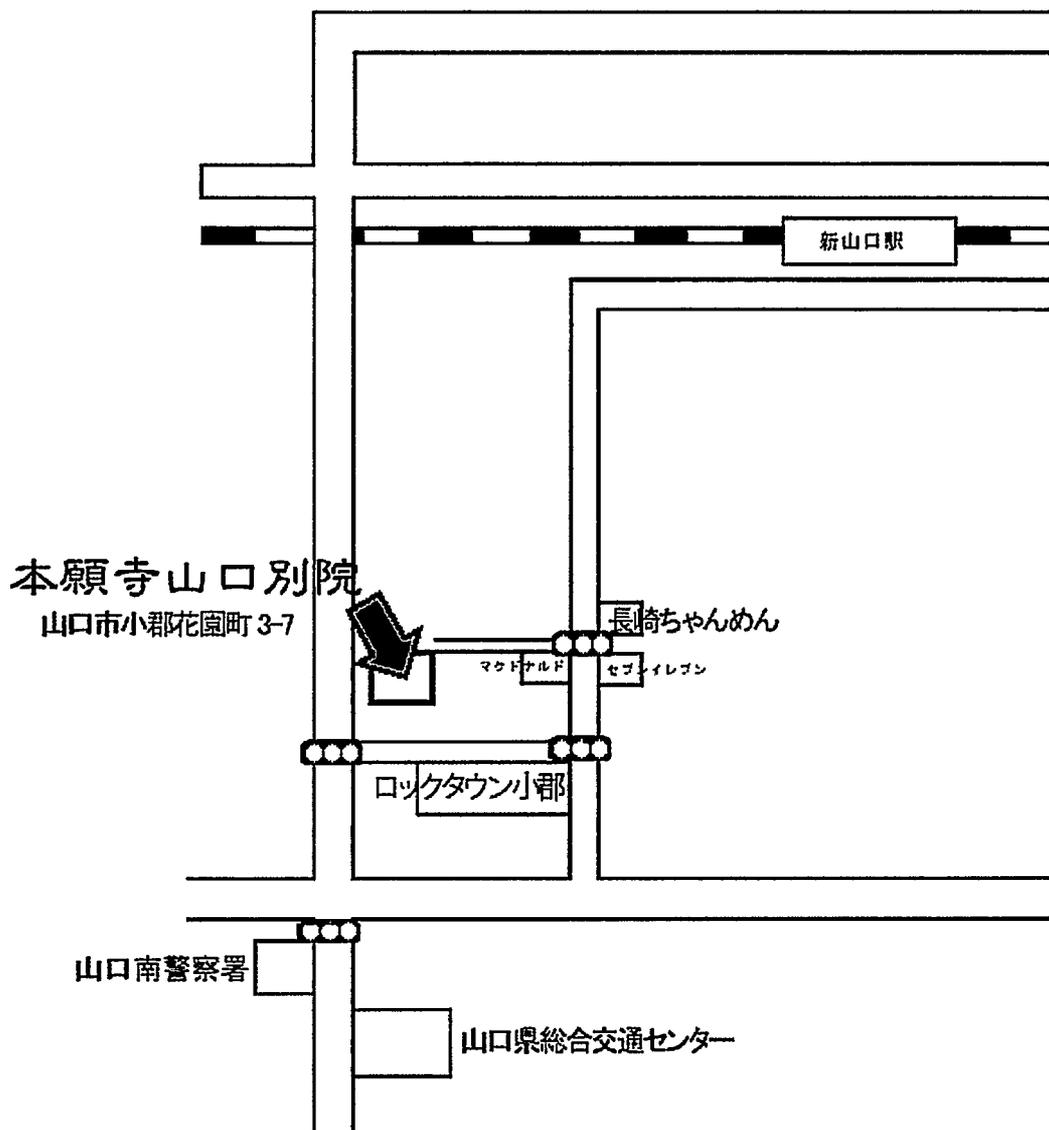 新山口駅
本願寺山口別院
山口市小郡花園町 3-7
長崎ちゃんめん
マクドナルド
セブンイレブン
ロックタウン小郡
山口南警察署
山口県総合交通センター